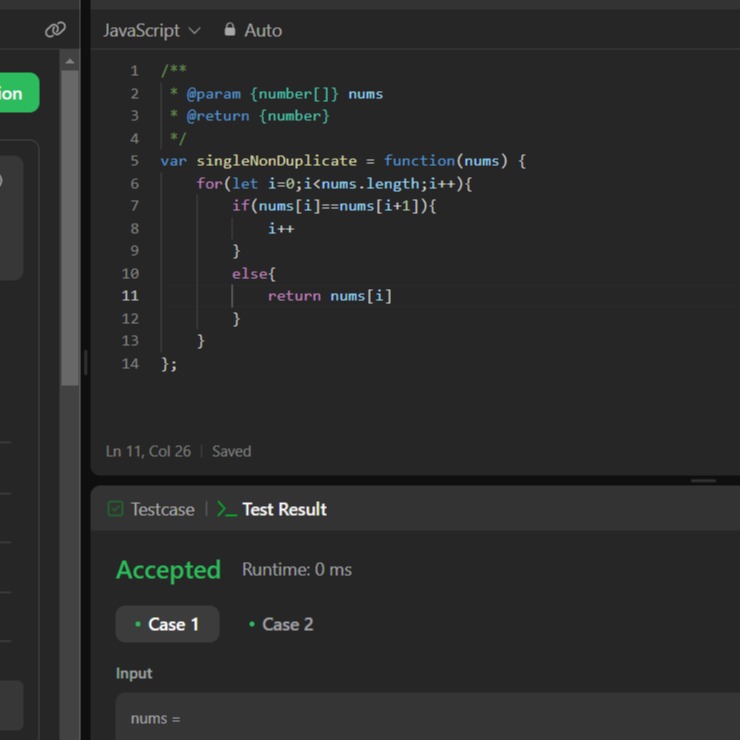 JavaScript
Auto
ion
)
1 /**
2 * @param {number[]} nums
3 * @return {number}
4 */
5 var singleNonDuplicate = function(nums) {
6 for(let i=0;i<nums.length;i++){
7 if(nums[i]==nums[i+1]){
8 i++
9 }
10 else{
11 return nums[i]
12 }
13 }
14 };
Ln 11, Col 26 | Saved
Testcase | >_ Test Result
Accepted Runtime: 0 ms
• Case 1 • Case 2
Input
nums =